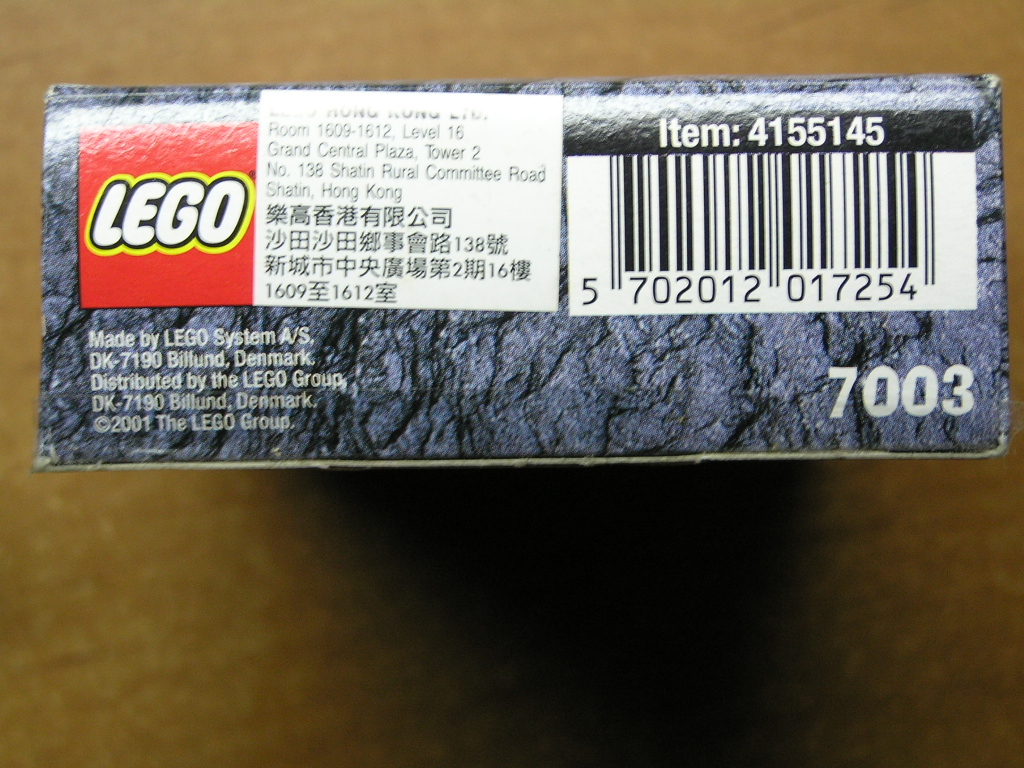 LEGO
LEGO HONG KONG LTD.
Room 1609-1612, Level 16
Grand Central Plaza, Tower 2
No. 138 Shatin Rural Committee Road
Shatin, Hong Kong
樂高香港有限公司
沙田沙田鄉事會路138號
新城市中央廣場第2期16樓
1609至1612室
Item: 4155145
5 702012 017254
Made by LEGO System A/S,
DK-7190 Billund, Denmark.
Distributed by the LEGO Group,
DK-7190 Billund, Denmark.
©2001 The LEGO Group.
7003